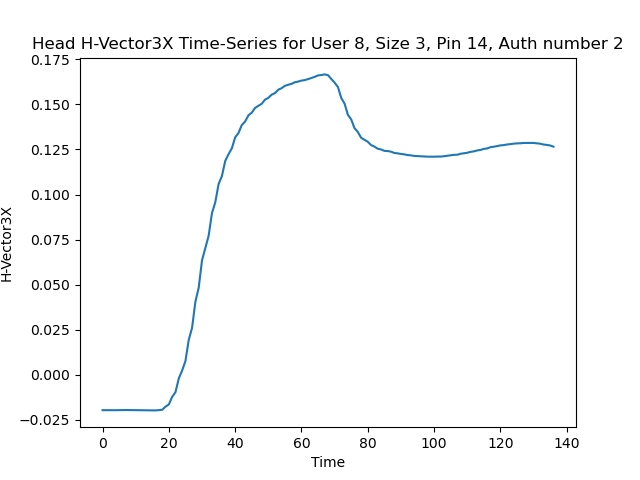 Head H-Vector3X Time-Series for User 8, Size 3, Pin 14, Auth number 2
0.175
0.150
0.125
0.100
0.075
0.050
0.025
0.000
−0.025
H-Vector3X
0 20 40 60 80 100 120 140
Time